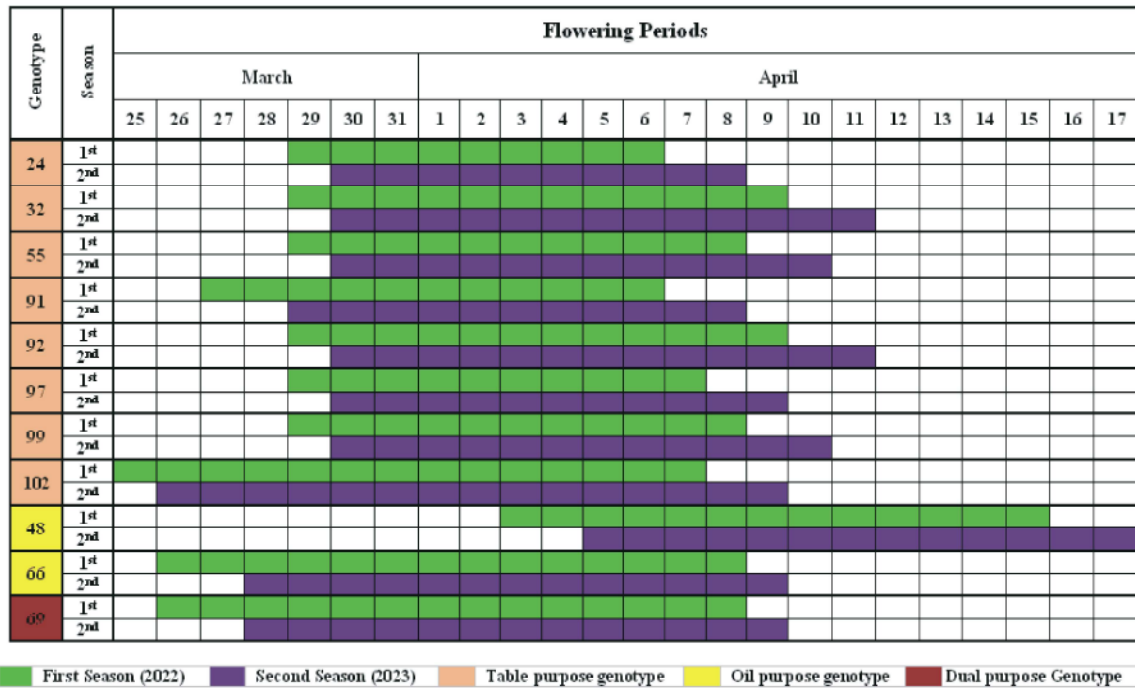 Genotype
Season
Flowering Periods
March April
25 26 27 28 29 30 31 1 2 3 4 5 6 7 8 9 10 11 12 13 14 15 16 17
24 1st
2nd
32 1st
2nd
55 1st
2nd
91 1st
2nd
92 1st
2nd
97 1st
2nd
99 1st
2nd
102 1st
2nd
48 1st
2nd
66 1st
2nd
69 1st
2nd
First Season (2022) Second Season (2023) Table purpose genotype Oil purpose genotype Dual purpose Genotype